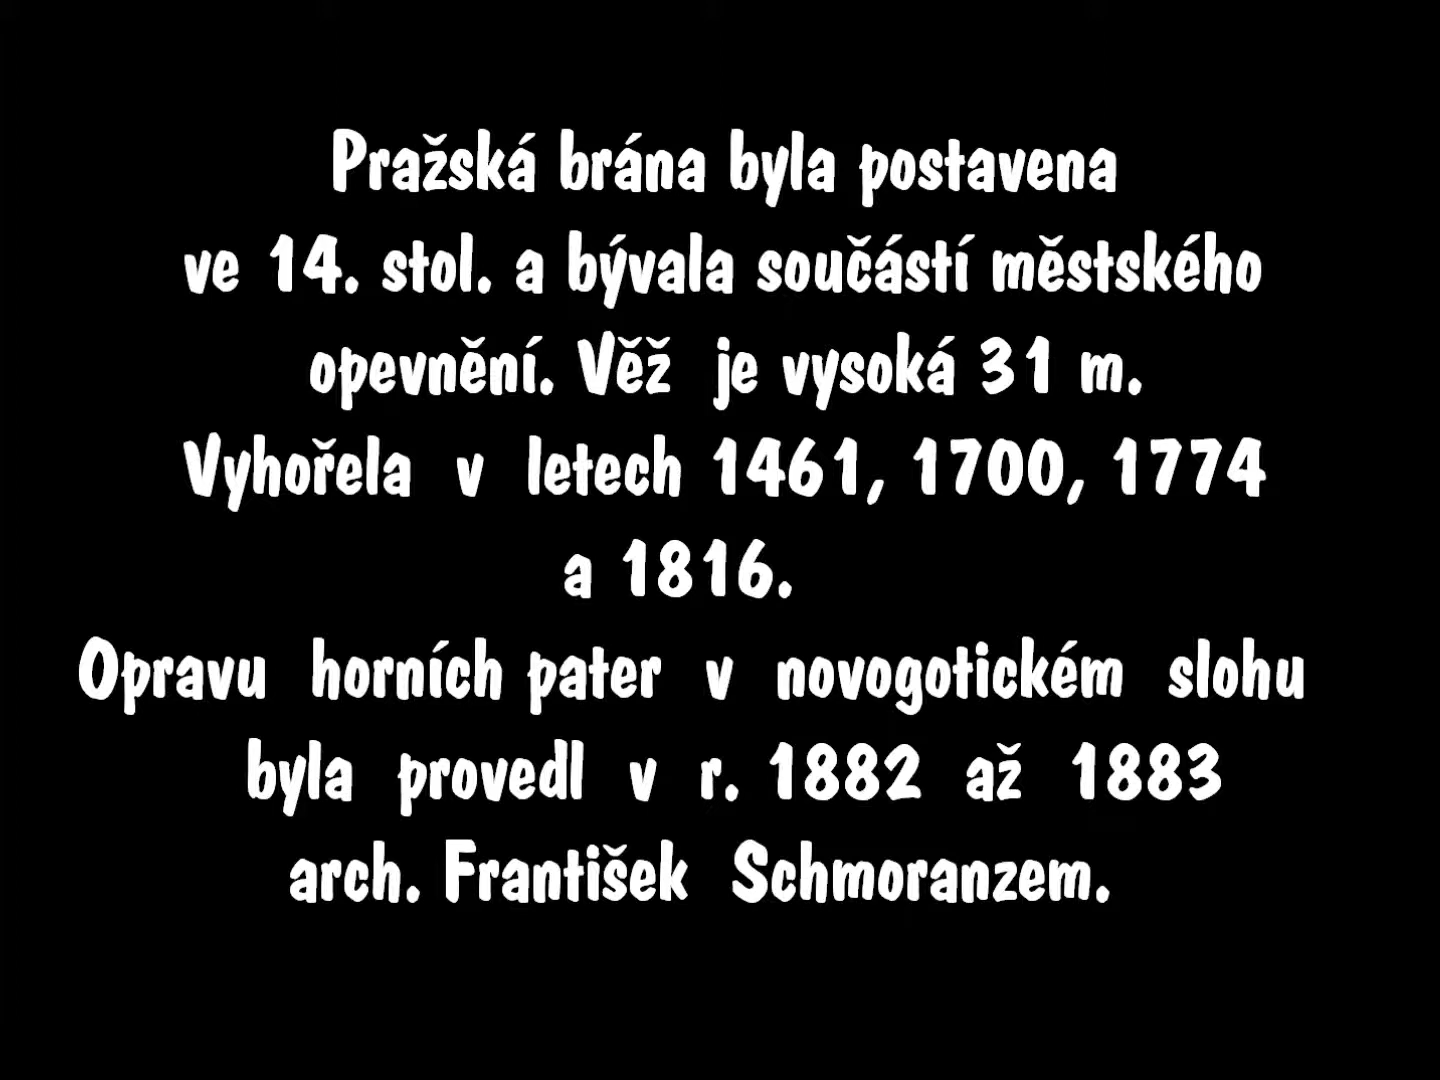 Pražská brána byla postavena
ve 14. stol. a bývala součástí městského
opevnění. Věž je vysoká 31 m.
Vyhořela v letech 1461, 1700, 1774
a 1816.
Opravu horních pater v novogotickém slohu
byla provedl v r. 1882 až 1883
arch. František Schmoranzem.